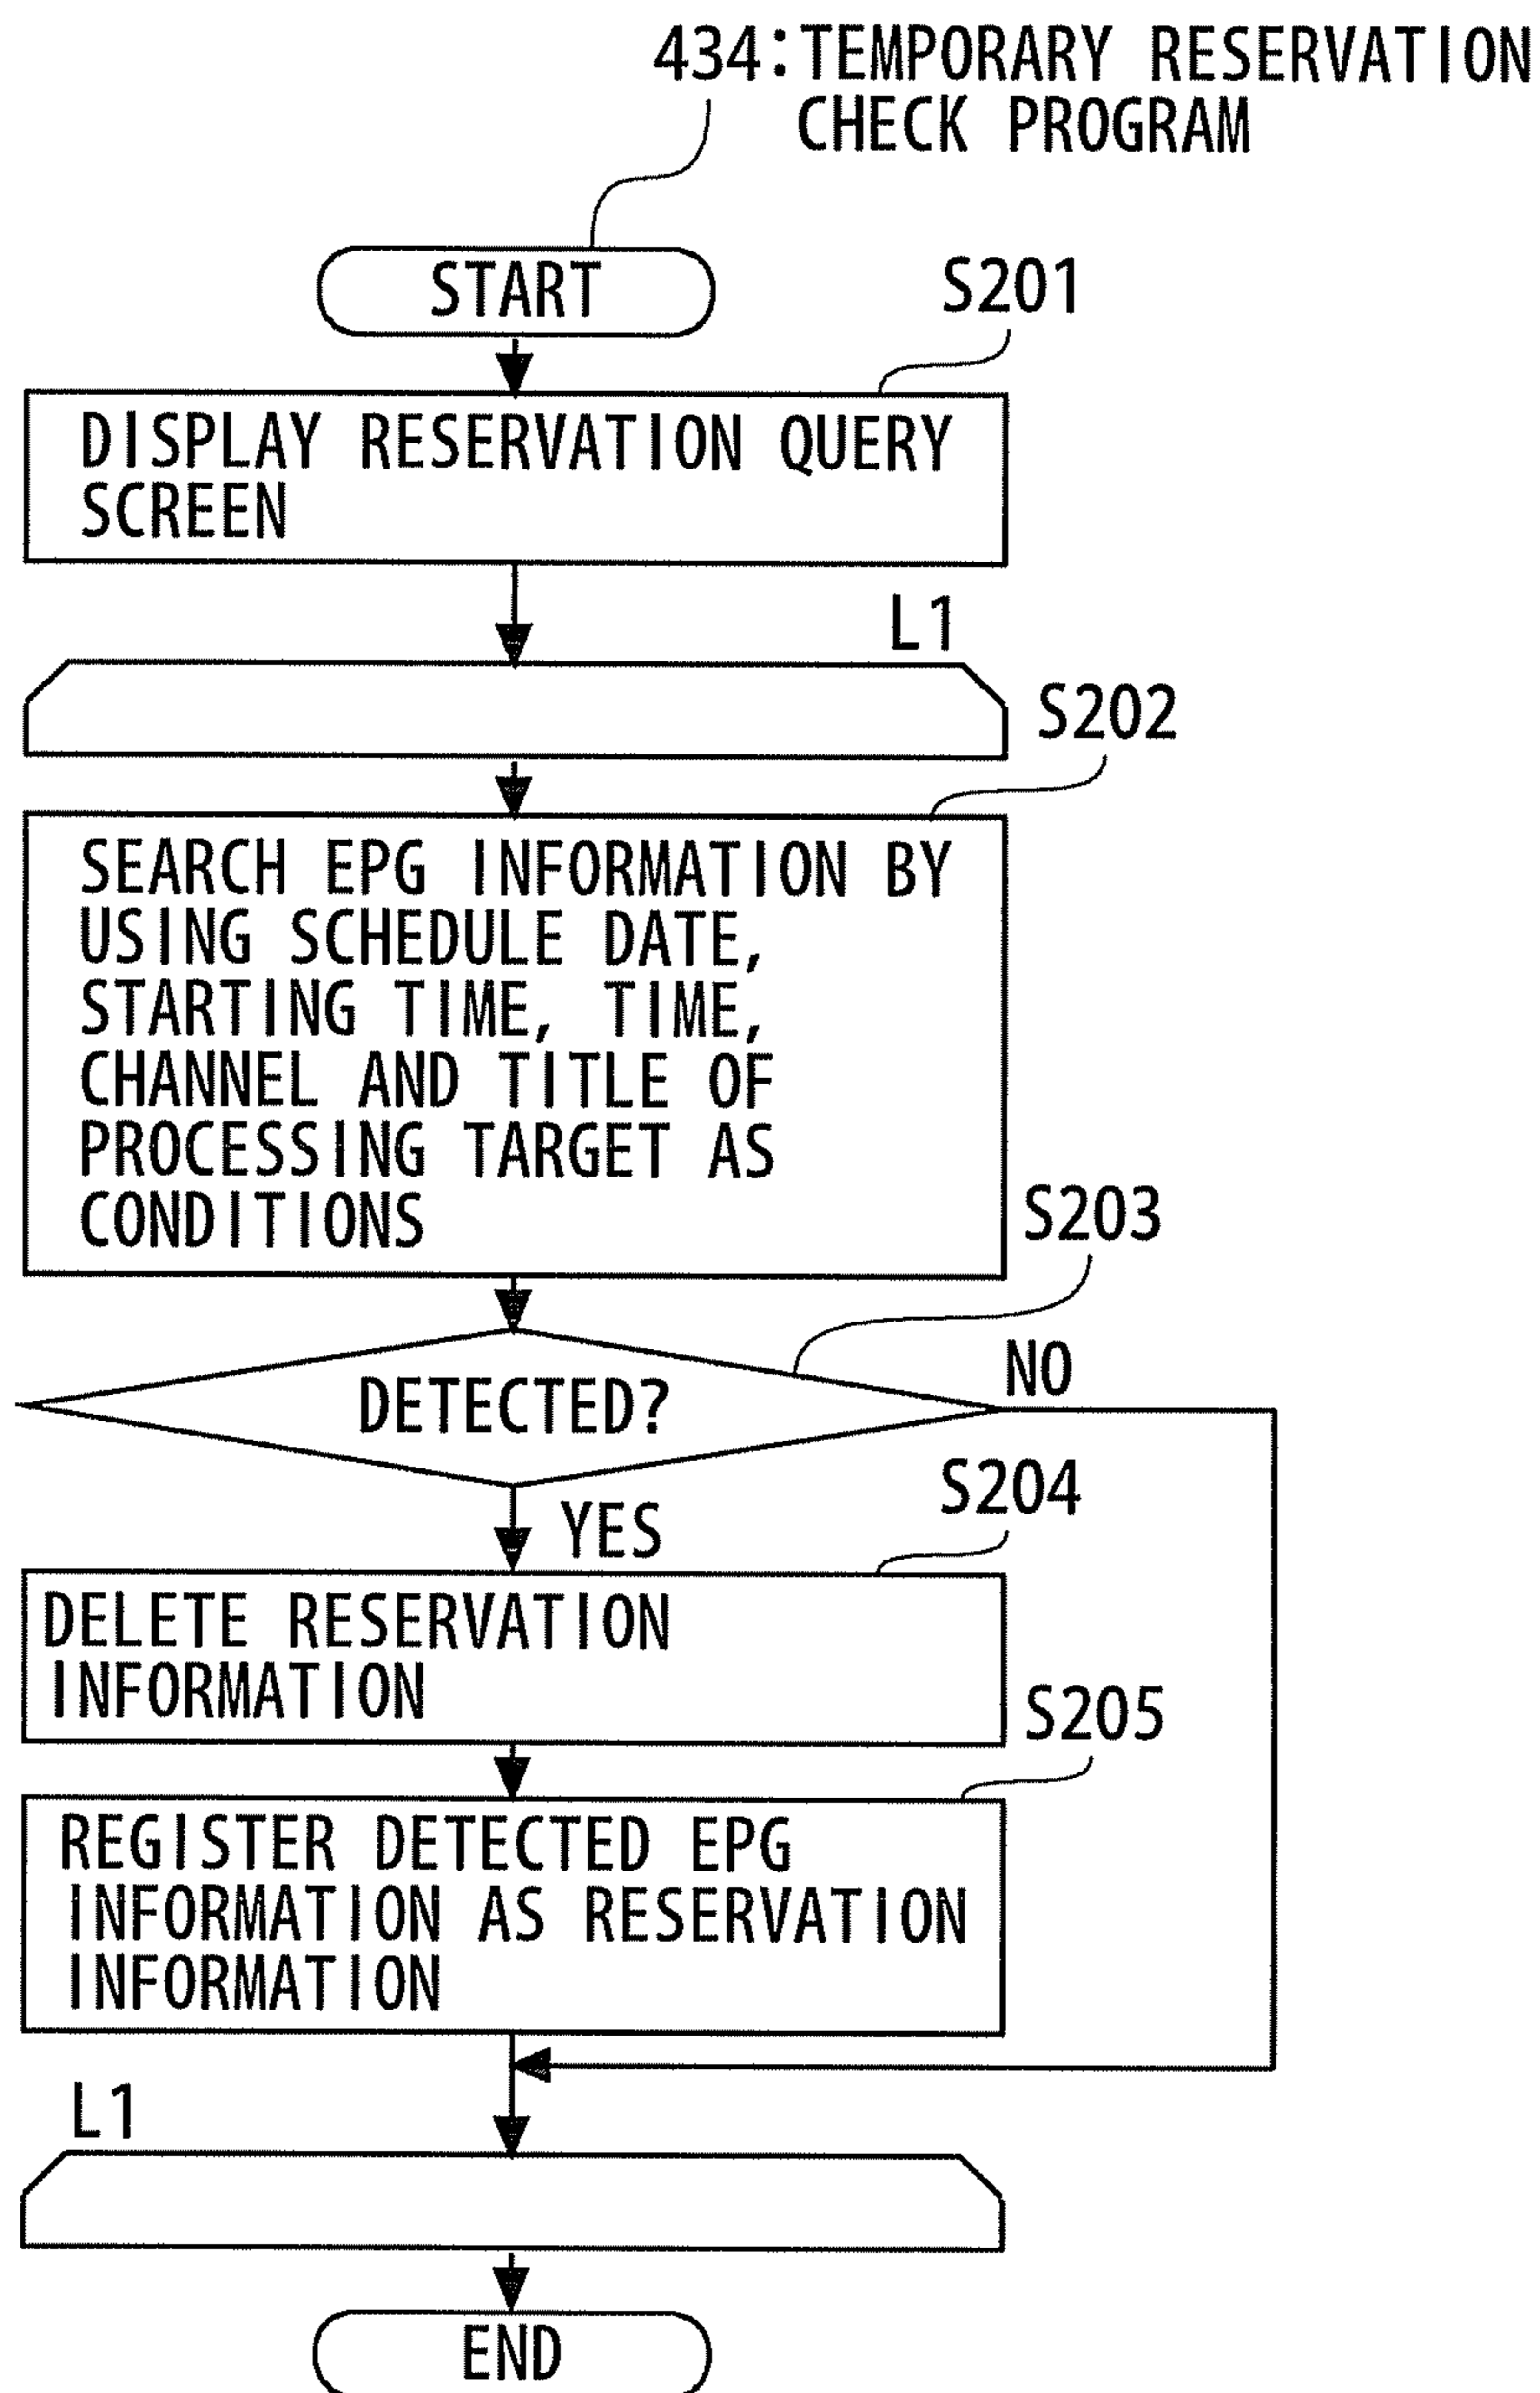 434:TEMPORARY RESERVATION
CHECK PROGRAM
START
S201
DISPLAY RESERVATION QUERY
SCREEN
L1
S202
SEARCH EPG INFORMATION BY
USING SCHEDULE DATE,
STARTING TIME, TIME,
CHANNEL AND TITLE OF
PROCESSING TARGET AS
CONDITIONS
S203
DETECTED?
NO
YES
S204
DELETE RESERVATION
INFORMATION
S205
REGISTER DETECTED EPG
INFORMATION AS RESERVATION
INFORMATION
L1
END